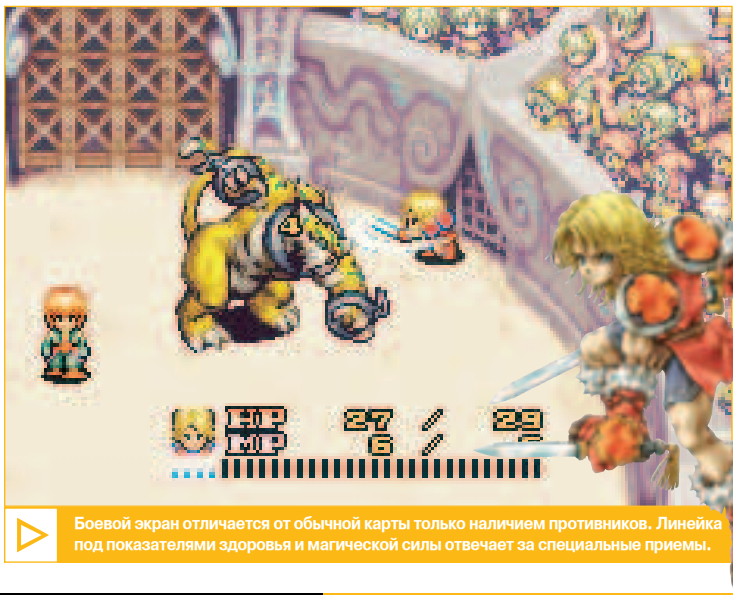 HP 27 / 29
MP 6 /
Боевой экран отличается от обычной карты только наличием противников. Линейка
под показателями здоровья и магической силы отвечает за специальные приемы.